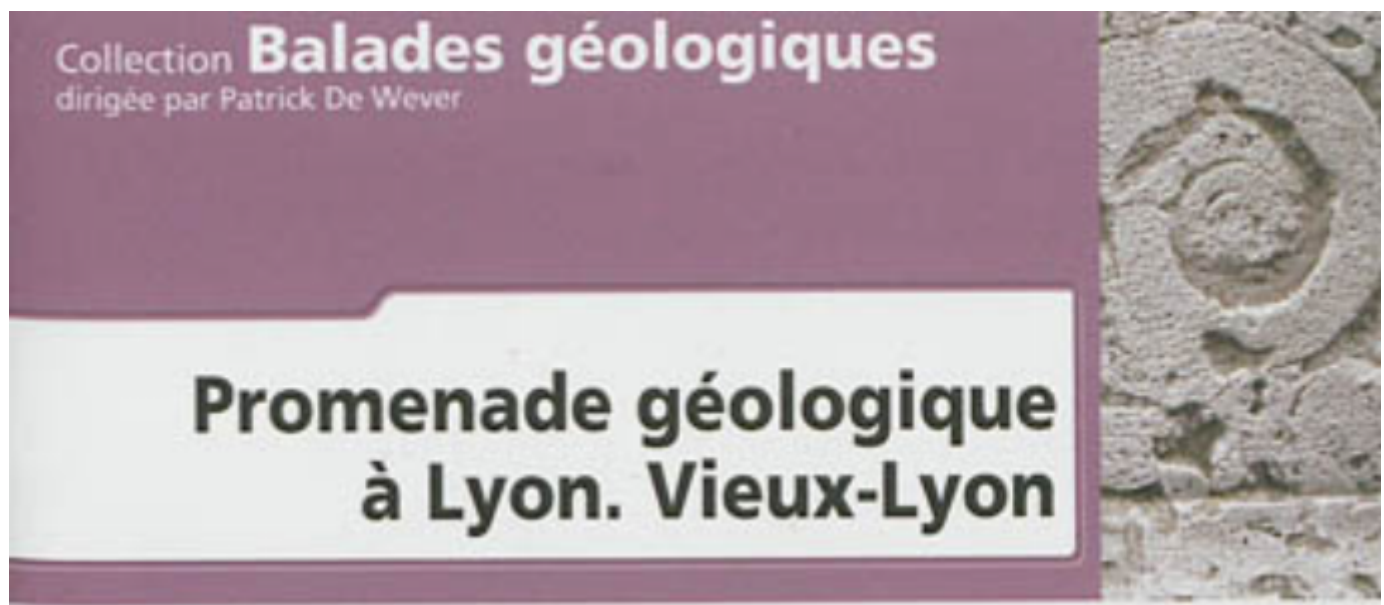 Collection Balades géologiques
dirigée par Patrick De Wever
Promenade géologique
à Lyon. Vieux-Lyon